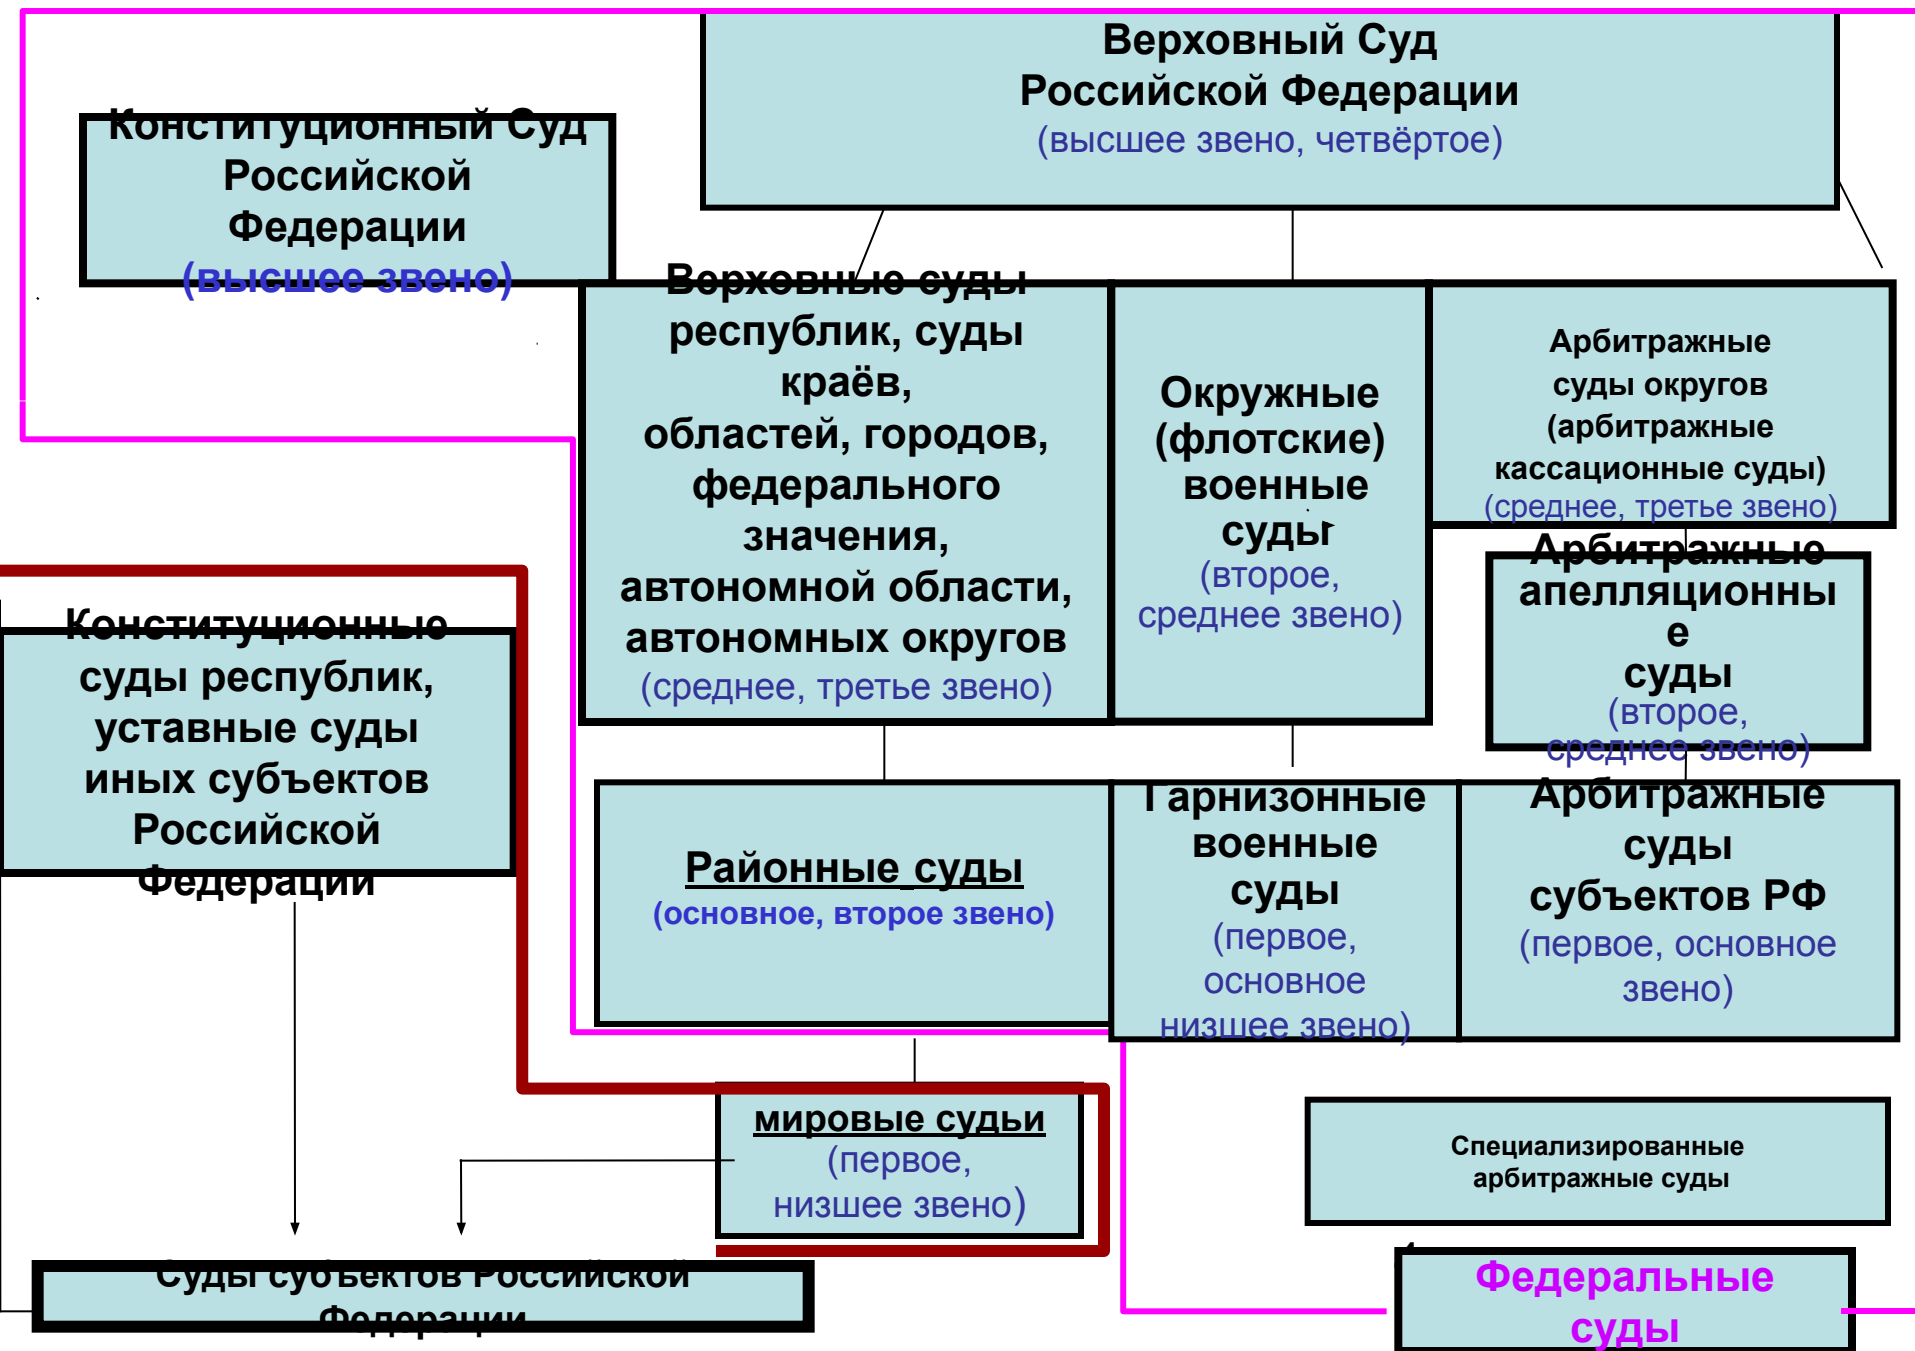 Верховный Суд
Российской Федерации
(высшее звено, четвёртое)
Конституционный Суд
Российской
Федерации
(высшее звено)
Верховные суды
республик, суды
краёв,
областей, городов,
федерального
значения,
автономной области,
автономных округов
(среднее, третье звено)
Окружные
(флотские)
военные
суды
(второе,
среднее звено)
Арбитражные
суды округов
(арбитражные
кассационные суды)
(среднее, третье звено)
Арбитражные
апелляционны
е
суды
(второе,
среднее звено)
Конституционные
суды республик,
уставные суды
иных субъектов
Российской
Федерации
Районные суды
(основное, второе звено)
Гарнизонные
военные
суды
(первое,
основное
низшее звено)
Арбитражные
суды
субъектов РФ
(первое, основное
звено)
мировые судьи
(первое,
низшее звено)
Специализированные
арбитражные суды
Суды субъектов Российской
Федерации
Федеральные
суды